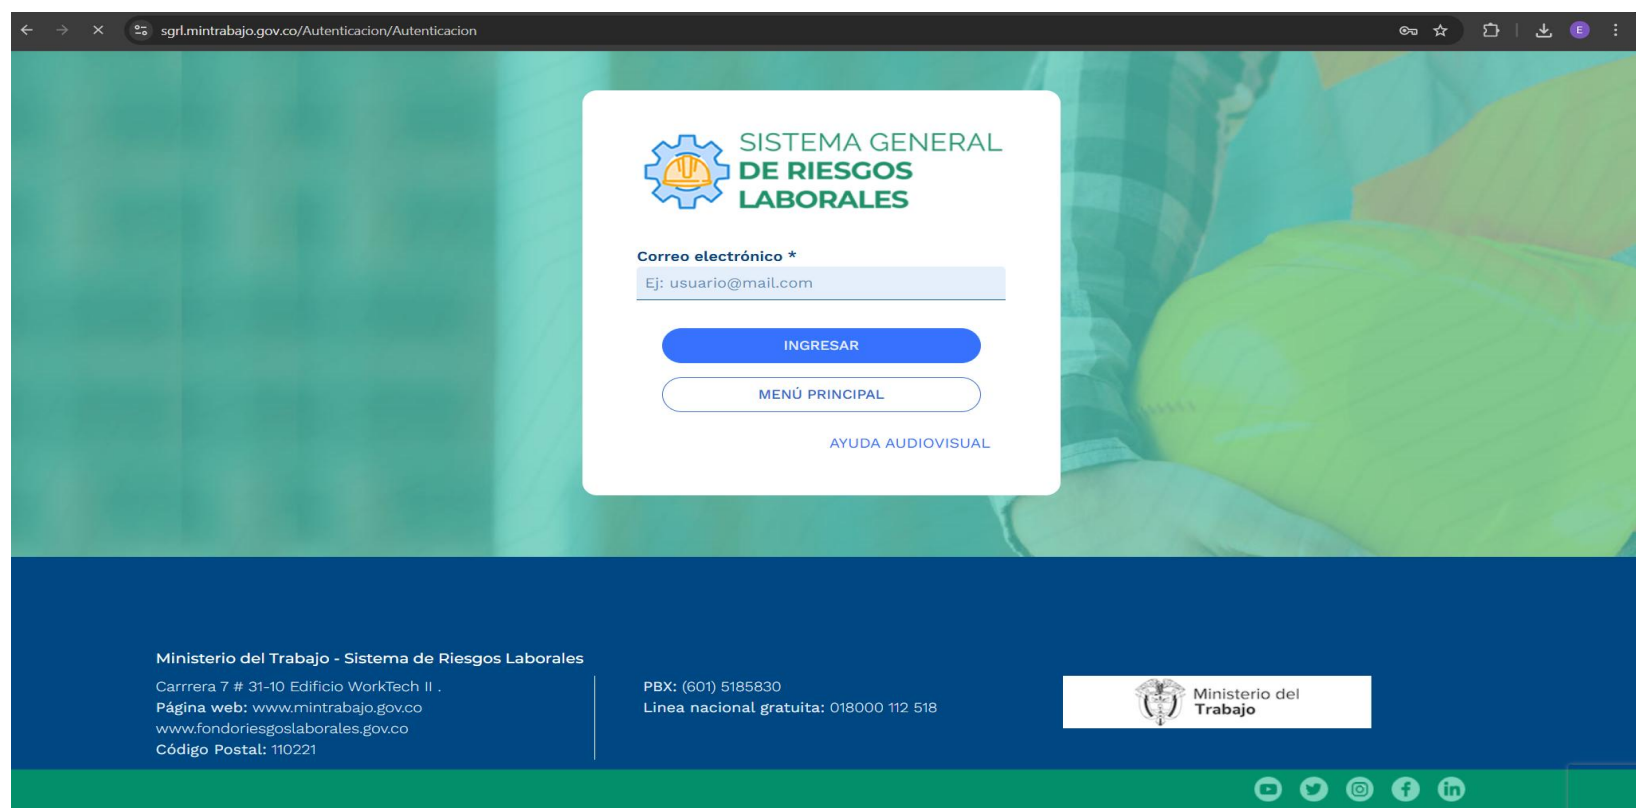 sgrl.mintrabajo.gov.co/Autenticacion/Autenticacion
E
SISTEMA GENERAL
DE RIESGOS
LABORALES
Correo electrónico *
Ej: usuario@mail.com
INGRESAR
MENÚ PRINCIPAL
AYUDA AUDIOVISUAL
Ministerio del Trabajo - Sistema de Riesgos Laborales
Carrrera 7 # 31-10 Edificio WorkTech II .
Página web: www.mintrabajo.gov.co
www.fondoriesgoslaborales.gov.co
Código Postal: 110221
PBX: (601) 5185830
Linea nacional gratuita: 018000 112 518
Ministerio del
Trabajo